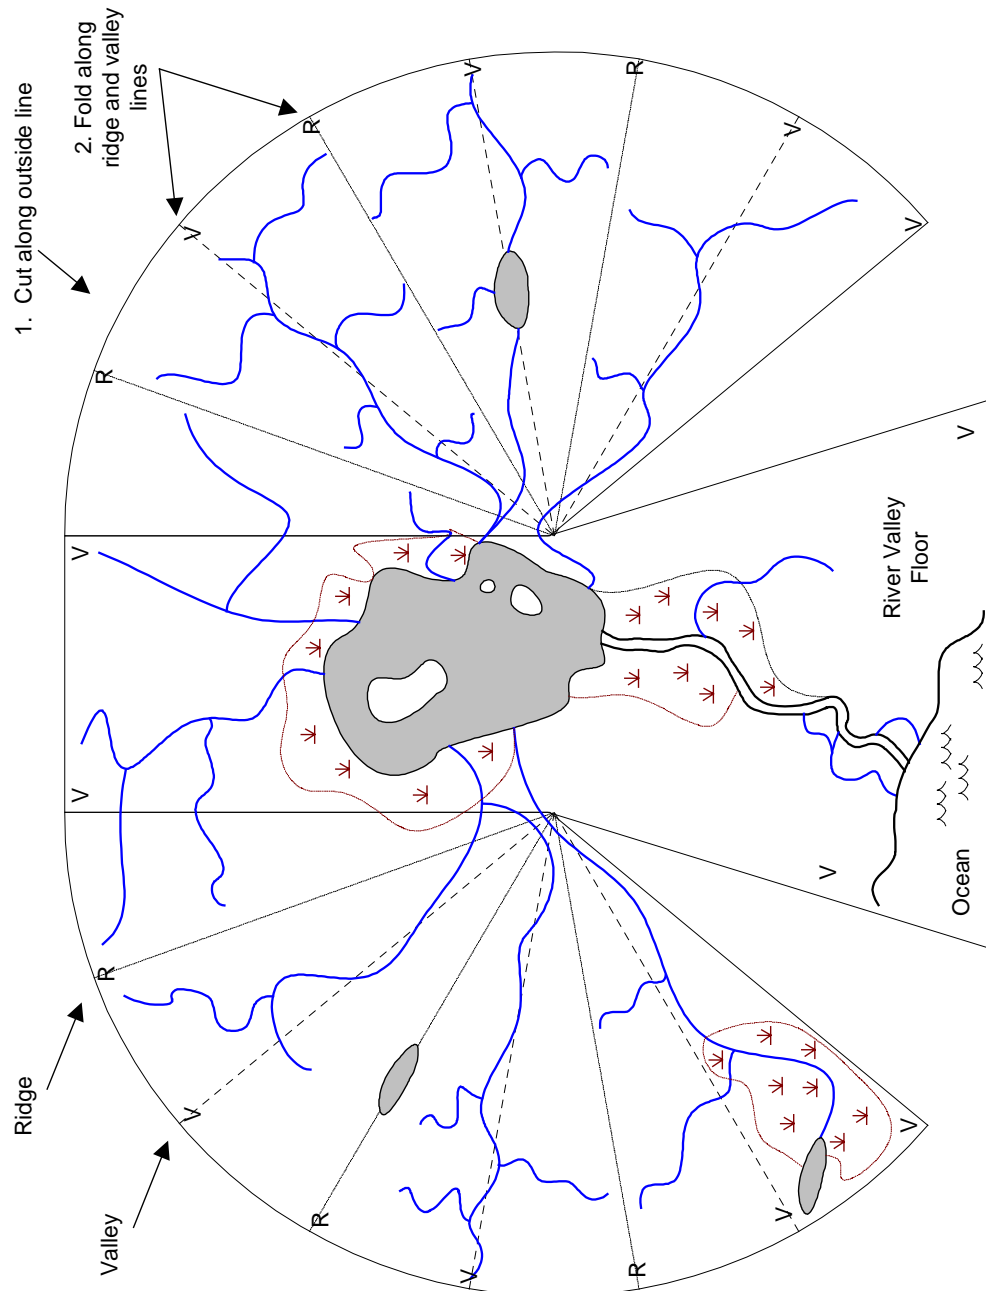 1. Cut along outside line
2. Fold along
ridge and valley
lines
V
R
V
R
V
R
V
V
V
V
R
V
R
V
R
V
V
V
Ridge
Valley
River Valley
Floor
Ocean